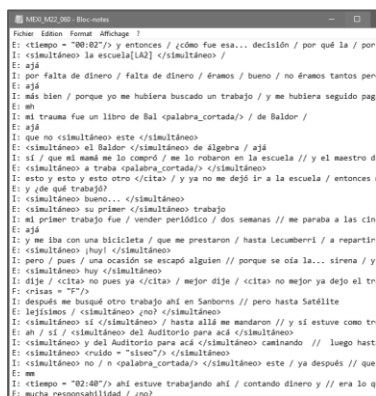 MEXI_M22_060 - Bloc-notes
Fichier Edition Format Affichage ?
E: <tiempo = "00:02"/> y entonces / ¿cómo fue esa... decisión / por qué la / por
I: <simultáneo> la escuela[LA2] </simultáneo> /
E: ajá
I: por falta de dinero / falta de dinero / éramos / bueno / no éramos tantos per
E: ajá
I: más bien / porque yo me hubiera buscado un trabajo / y me hubiera seguido pag
E: mh
I: mi trauma fue un libro de Bal <palabra_cortada/> / de Baldor /
E: ajá
I: que no <simultáneo> este </simultáneo>
E: <simultáneo> el Baldor </simultáneo> de álgebra / ajá
I: sí / que mi mamá me lo compró / me lo robaron en la escuela // y el maestro d
E: <simultáneo> a traba <palabra_cortada/> </simultáneo>
I: esto y esto y esto otro </cita> / y ya no me dejó ir a la escuela / entonces
E: y ¿de qué trabajó?
I: <simultáneo> bueno... </simultáneo>
E: <simultáneo> su primer </simultáneo> trabajo
I: mi primer trabajo fue / vender periódico / dos semanas // me paraba a las cin
E: ajá
I: y me iba con una bicicleta / que me prestaron / hasta Lecumberri / a repartir
E: <simultáneo> ¡huy! </simultáneo>
I: pero / pues / una ocasión se escapó alguien // porque se oía la... sirena / y
E: <simultáneo> huy </simultáneo>
I: dije / <cita> no pues ya </cita> / mejor dije / <cita> no mejor ya dejo el tr
F: <risas = "F"/>
I: después me busqué otro trabajo ahí en Sanborns // pero hasta Satélite
E: lejísimos / <simultáneo> ¿no? </simultáneo>
I: <simultáneo> sí </simultáneo> / hasta allá me mandaron // y sí estuve como tr
E: ah / sí / <simultáneo> del Auditorio para acá </simultáneo>
I: <simultáneo> y del Auditorio para acá </simultáneo> caminando // luego hast
E: <simultáneo> <ruido = "siseo"/> </simultáneo>
I: <simultáneo> no / n <palabra_cortada/> </simultáneo> este / ya después // que
E: mm
I: <tiempo = "02:40"/> ahí estuve trabajando ahí / contando dinero y // era lo q
E: mucha responsabilidad / ¿no?